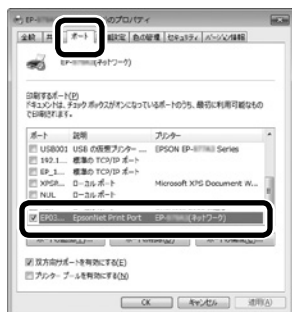 EP- のプロパティ
全般 ポート 色の管理 セキュリティ バージョン情報
EP- (ネットワーク)
印刷するポート(P)
ドキュメントは、チェック ボックスがオンになっているポートのうち、最初に利用可能なもの
で印刷されます。
ポート 説明 プリンター
USB001 USB の仮想プリンター ... EPSON EP- Series
192.1... 標準の TCP/IP ポート
EP_1... 標準の TCP/IP ポート
XPSP... ローカル ポート Microsoft XPS Document W...
NUL ローカル ポート
EP03... EpsonNet Print Port EP- (ネットワーク)
双方向サポートを有効にする(E)
プリンター プールを有効にする(N)
OK キャンセル 適用(A)